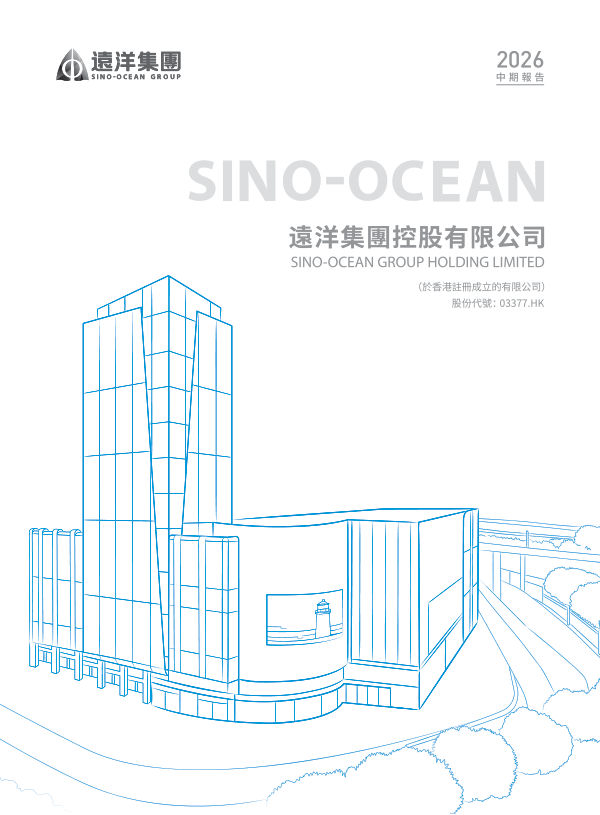 遠洋集團
SINO-OCEAN GROUP
2026
中期報告
SINO-OCEAN
遠洋集團控股有限公司
SINO-OCEAN GROUP HOLDING LIMITED
（於香港註冊成立的有限公司）
股份代號：03377.HK